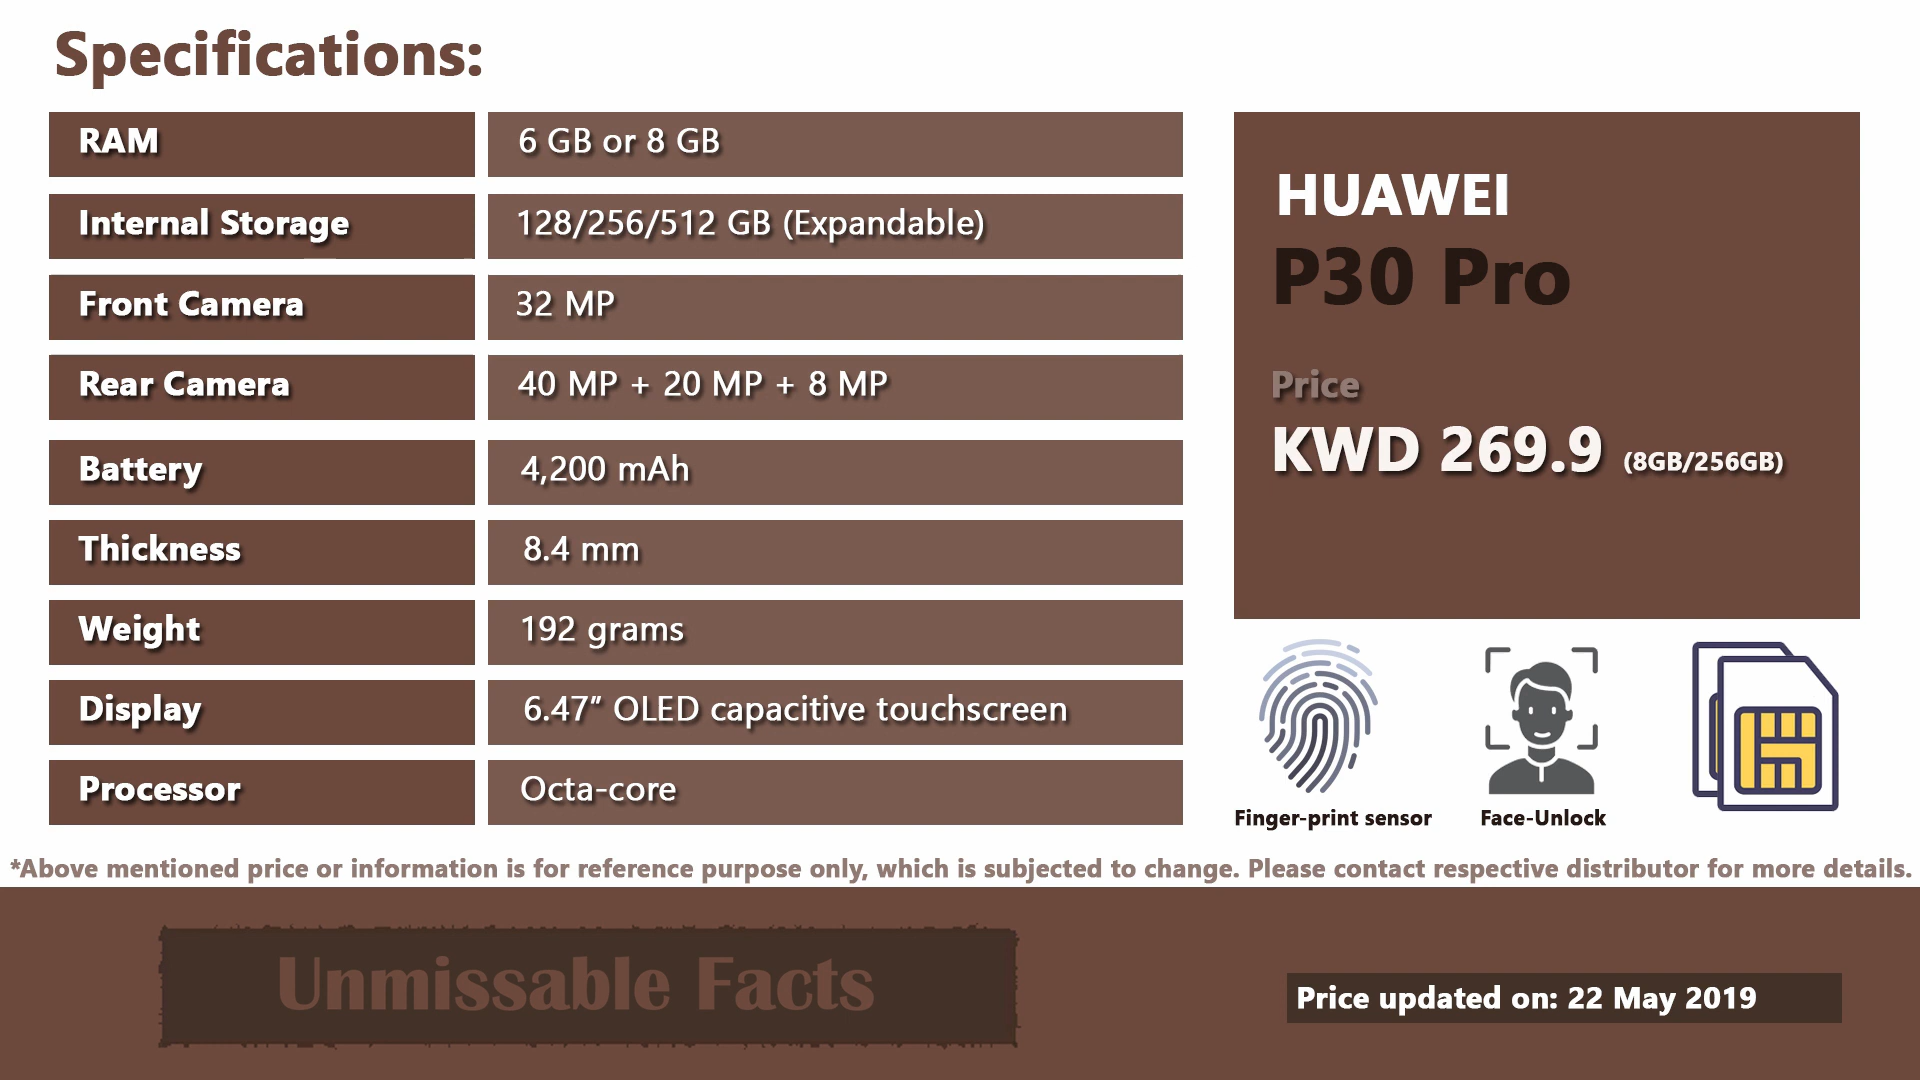 Specifications:
RAM 6 GB or 8 GB
Internal Storage 128/256/512 GB (Expandable)
Front Camera 32 MP
Rear Camera 40 MP + 20 MP + 8 MP
Battery 4,200 mAh
Thickness 8.4 mm
Weight 192 grams
Display 6.47” OLED capacitive touchscreen
Processor Octa-core
HUAWEI
P30 Pro
Price
KWD 269.9 (8GB/256GB)
Finger-print sensor
Face-Unlock
*Above mentioned price or information is for reference purpose only, which is subjected to change. Please contact respective distributor for more details.
Unmissable Facts
Price updated on: 22 May 2019